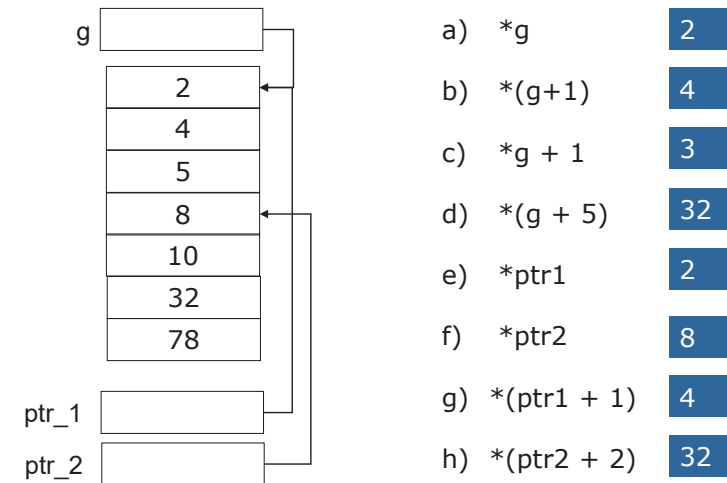 g
2
4
5
8
10
32
78
ptr_1
ptr_2
a) *g 2
b) *(g+1) 4
c) *g + 1 3
d) *(g + 5) 32
e) *ptr1 2
f) *ptr2 8
g) *(ptr1 + 1) 4
h) *(ptr2 + 2) 32